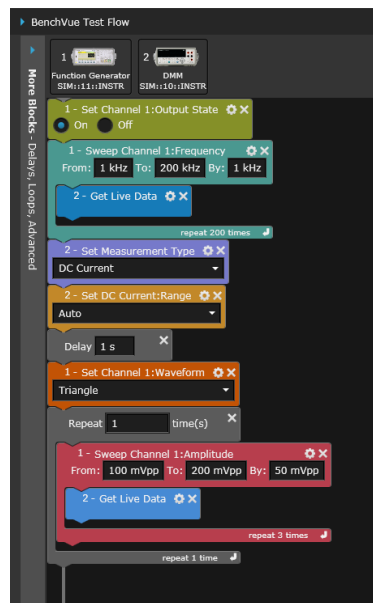 BenchVue Test Flow
More Blocks - Delays, Loops, Advanced
1
2
Function Generator
SIM::11::INSTR
DMM
SIM::10::INSTR
1 - Set Channel 1:Output State
On Off
1 - Sweep Channel 1:Frequency
From: 1 kHz To: 200 kHz By: 1 kHz
2 - Get Live Data
repeat 200 times
2 - Set Measurement Type
DC Current
2 - Set DC Current:Range
Auto
Delay 1 s
1 - Set Channel 1:Waveform
Triangle
Repeat 1 time(s)
1 - Sweep Channel 1:Amplitude
From: 100 mVpp To: 200 mVpp By: 50 mVpp
2 - Get Live Data
repeat 3 times
repeat 1 time